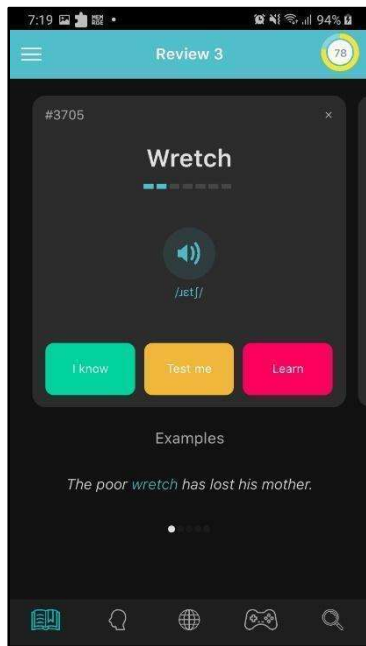 7:19 94%
Review 3 78
#3705 ×
Wretch
/ɹɛtʃ/
I know Test me Learn
Examples
The poor wretch has lost his mother.